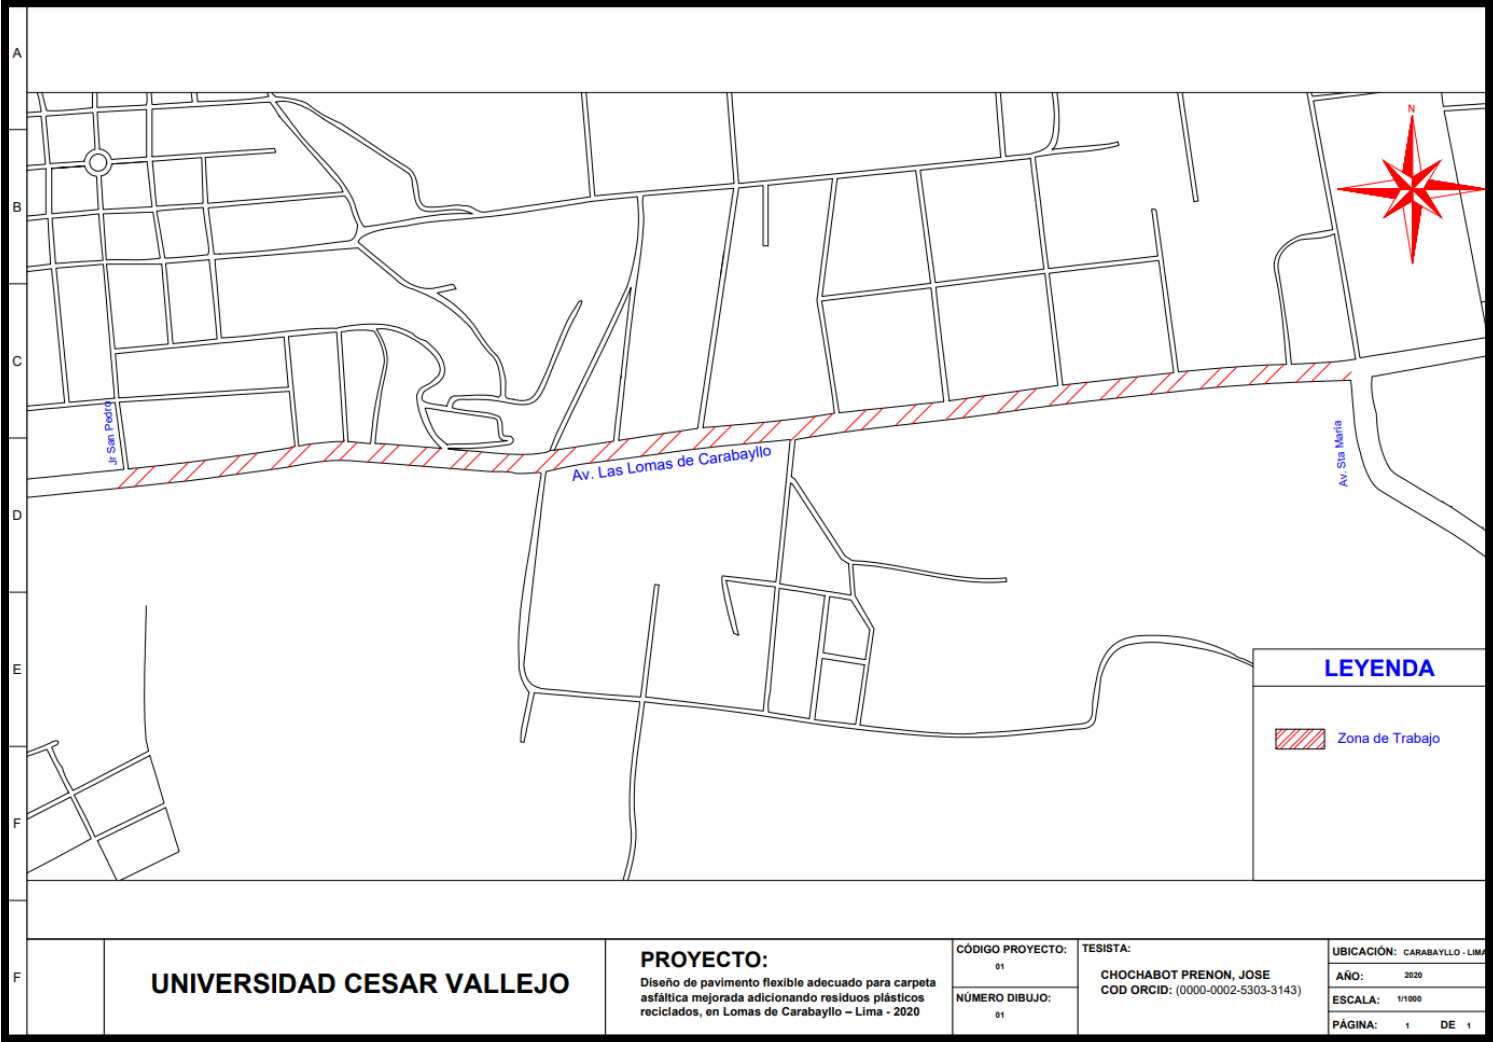 A
B
C
D
E
F
F
N
Jr San Pedro
Av. Las Lomas de Carabayllo
Av. Sta Maria
LEYENDA
Zona de Trabajo
UNIVERSIDAD CESAR VALLEJO
PROYECTO:
Diseño de pavimento flexible adecuado para carpeta
asfáltica mejorada adicionando residuos plásticos
reciclados, en Lomas de Carabayllo – Lima - 2020
CÓDIGO PROYECTO:
01
NÚMERO DIBUJO:
01
TESISTA:
CHOCHABOT PRENON, JOSE
COD ORCID: (0000-0002-5303-3143)
UBICACIÓN: CARABAYLLO - LIMA
AÑO: 2020
ESCALA: 1/1000
PÁGINA: 1 DE 1